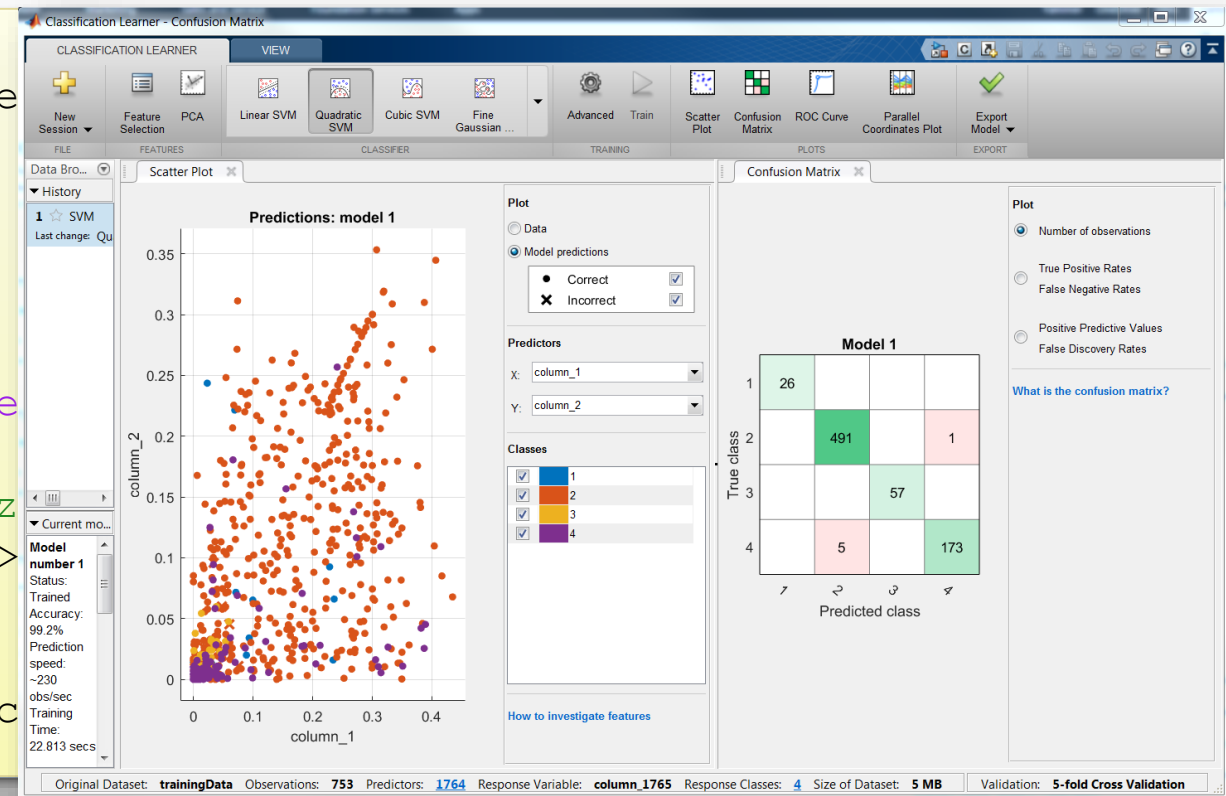 Classification Learner - Confusion Matrix
CLASSIFICATION LEARNER
VIEW
New Session
Feature Selection
PCA
Linear SVM
Quadratic SVM
Cubic SVM
Fine Gaussian ...
Advanced
Train
Scatter Plot
Confusion Matrix
ROC Curve
Parallel Coordinates Plot
Export Model
FILE
FEATURES
CLASSIFIER
TRAINING
PLOTS
EXPORT
Data Bro...
History
1 SVM
Last change: Qu
Current mo...
Model number 1
Status:
Trained
Accuracy:
99.2%
Prediction
speed:
~230
obs/sec
Training
Time:
22.813 secs
Scatter Plot
Predictions: model 1
0.35
0.3
0.25
0.2
0.15
0.1
0.05
0
column_2
0 0.1 0.2 0.3 0.4
column_1
Plot
Data
Model predictions
Correct
Incorrect
Predictors
X: column_1
Y: column_2
Classes
1
2
3
4
How to investigate features
Confusion Matrix
Model 1
True class
1 26
2 491 1
3 57
4 5 173
1 2 3 4
Predicted class
Plot
Number of observations
True Positive Rates
False Negative Rates
Positive Predictive Values
False Discovery Rates
What is the confusion matrix?
Original Dataset: trainingData Observations: 753 Predictors: 1764 Response Variable: column_1765 Response Classes: 4 Size of Dataset: 5 MB Validation: 5-fold Cross Validation